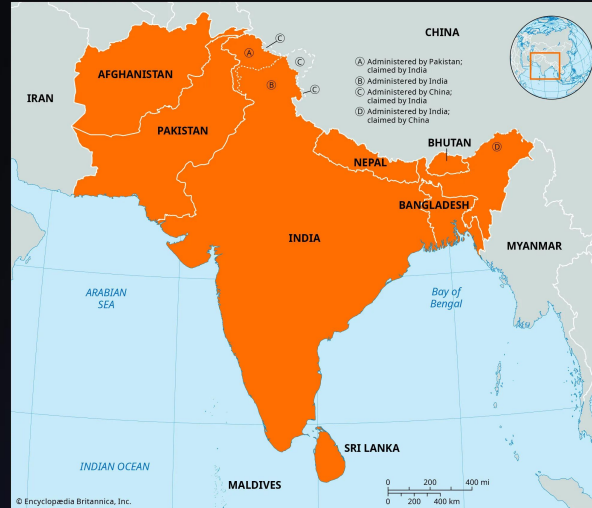 CHINA
Ⓒ
Ⓐ
Ⓒ
Ⓐ Administered by Pakistan;
claimed by India
Ⓑ Administered by India
Ⓒ Administered by China;
claimed by India
Ⓓ Administered by India;
claimed by China
AFGHANISTAN
Ⓑ
Ⓒ
IRAN
PAKISTAN
BHUTAN
Ⓓ
NEPAL
BANGLADESH
INDIA
MYANMAR
ARABIAN
SEA
Bay of
Bengal
SRI LANKA
INDIAN OCEAN
MALDIVES
0 200 400 mi
0 200 400 km
© Encyclopædia Britannica, Inc.